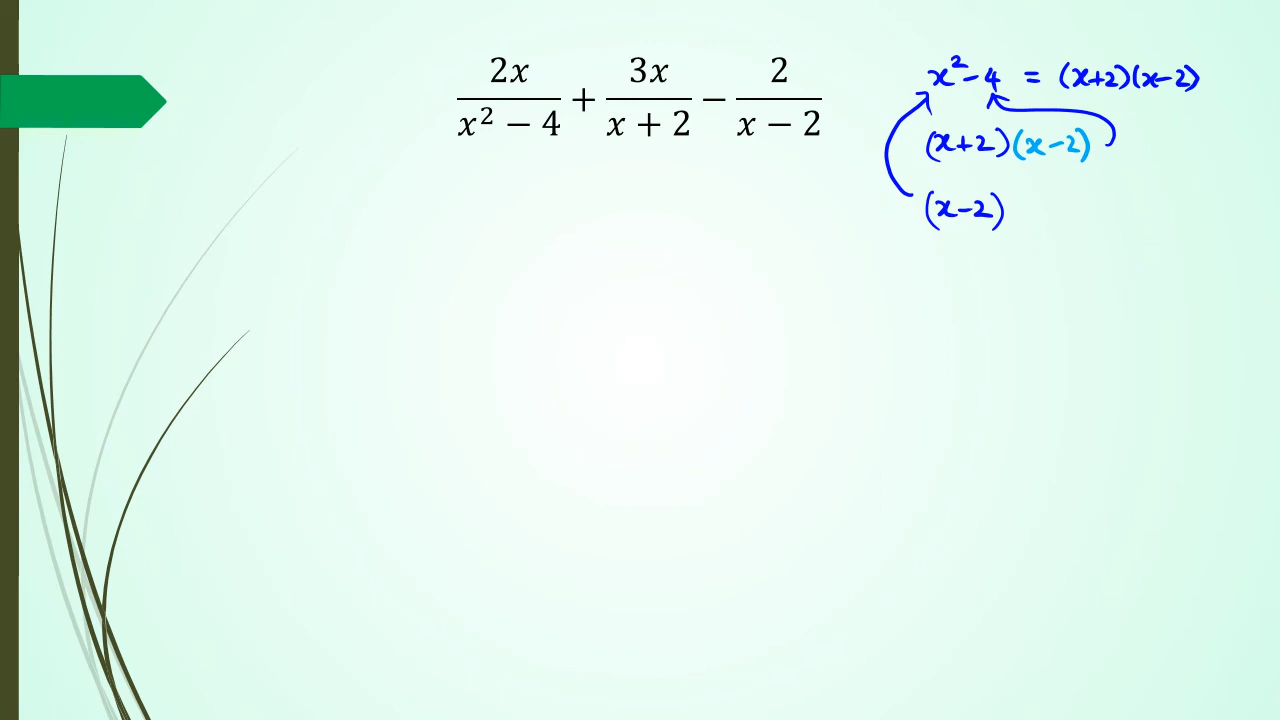 2x/(x² − 4) + 3x/(x + 2) − 2/(x − 2)
x² − 4 = (x+2)(x−2)
(x+2)(x−2)
(x−2)